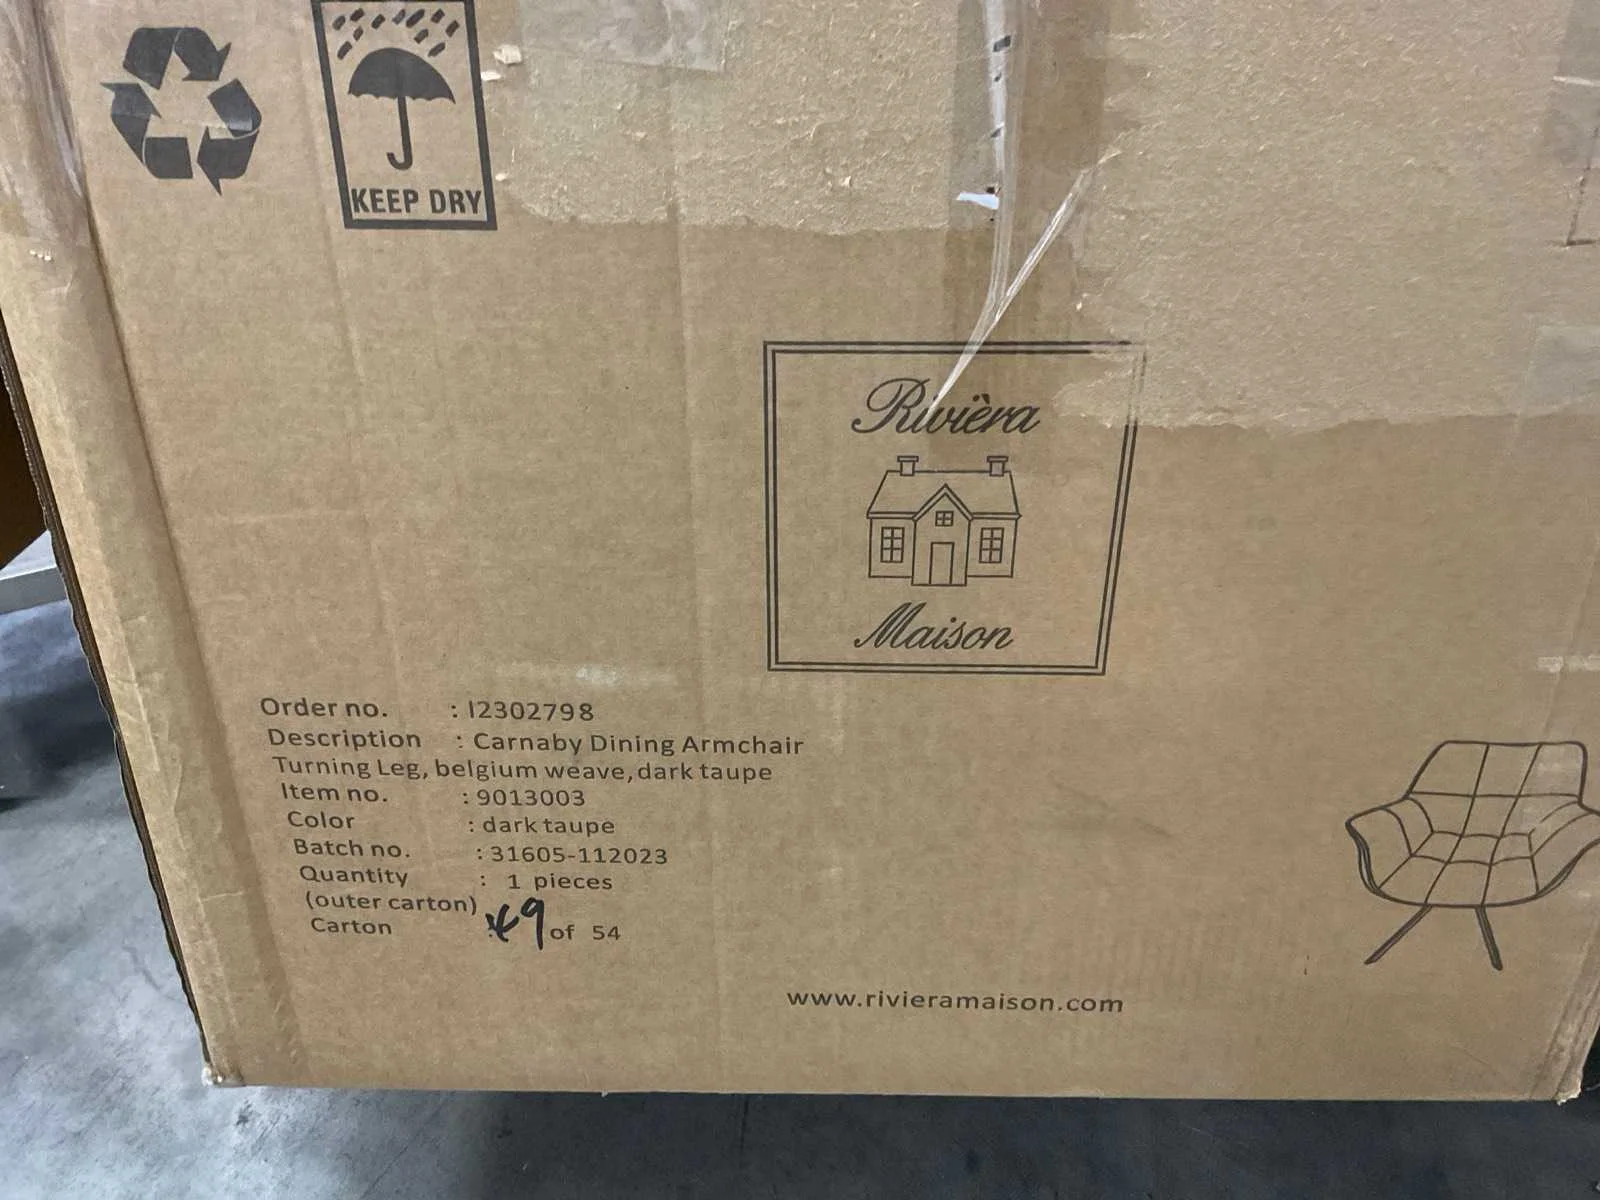 KEEP DRY
Rivièra
Maison
Order no. : I2302798
Description : Carnaby Dining Armchair
Turning Leg, belgium weave, dark taupe
Item no. : 9013003
Color : dark taupe
Batch no. : 31605-112023
Quantity : 1 pieces
(outer carton)
Carton : 49 of 54
www.rivieramaison.com